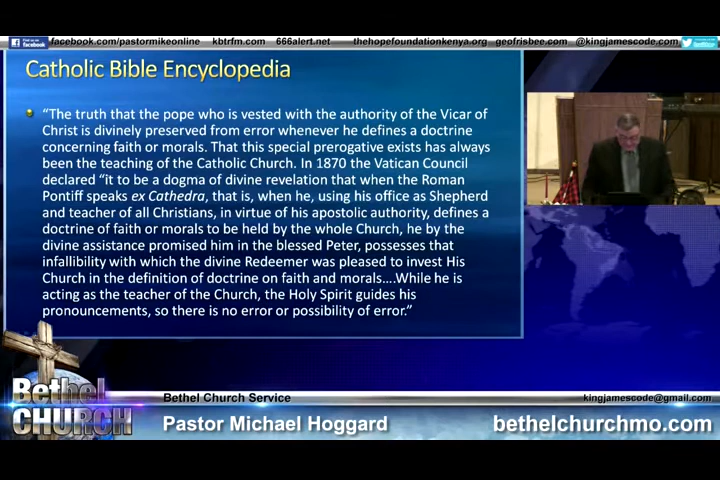 Find us on facebook facebook.com/pastormikeonline kbtrfm.com 666alert.net thehopefoundationkenya.org geofrisbee.com @kingjamescode.com twitter
Catholic Bible Encyclopedia
“The truth that the pope who is vested with the authority of the Vicar of
Christ is divinely preserved from error whenever he defines a doctrine
concerning faith or morals. That this special prerogative exists has always
been the teaching of the Catholic Church. In 1870 the Vatican Council
declared “it to be a dogma of divine revelation that when the Roman
Pontiff speaks ex Cathedra, that is, when he, using his office as Shepherd
and teacher of all Christians, in virtue of his apostolic authority, defines a
doctrine of faith or morals to be held by the whole Church, he by the
divine assistance promised him in the blessed Peter, possesses that
infallibility with which the divine Redeemer was pleased to invest His
Church in the definition of doctrine on faith and morals....While he is
acting as the teacher of the Church, the Holy Spirit guides his
pronouncements, so there is no error or possibility of error.”
Bethel
CHURCH
Bethel Church Service kingjamescode@gmail.com
Pastor Michael Hoggard bethelchurchmo.com